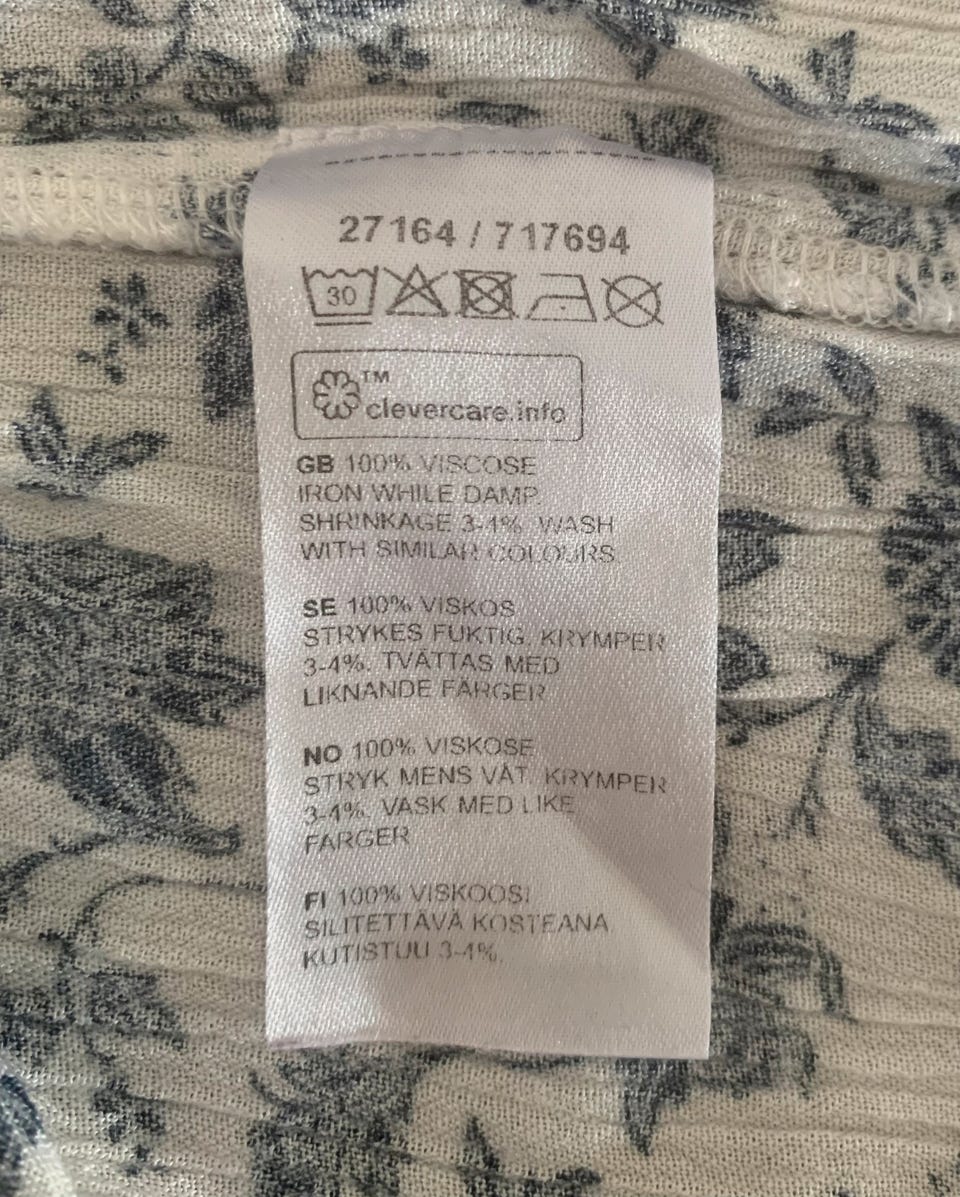 27164 / 717694
30
TM
clevercare.info
GB 100% VISCOSE
IRON WHILE DAMP.
SHRINKAGE 3-4%. WASH
WITH SIMILAR COLOURS.
SE 100% VISKOS
STRYKES FUKTIG. KRYMPER
3-4%. TVÄTTAS MED
LIKNANDE FÄRGER
NO 100% VISKOSE
STRYK MENS VÅT. KRYMPER
3-4%. VASK MED LIKE
FARGER
FI 100% VISKOOSI
SILITETTÄVÄ KOSTEANA
KUTISTUU 3-4%.